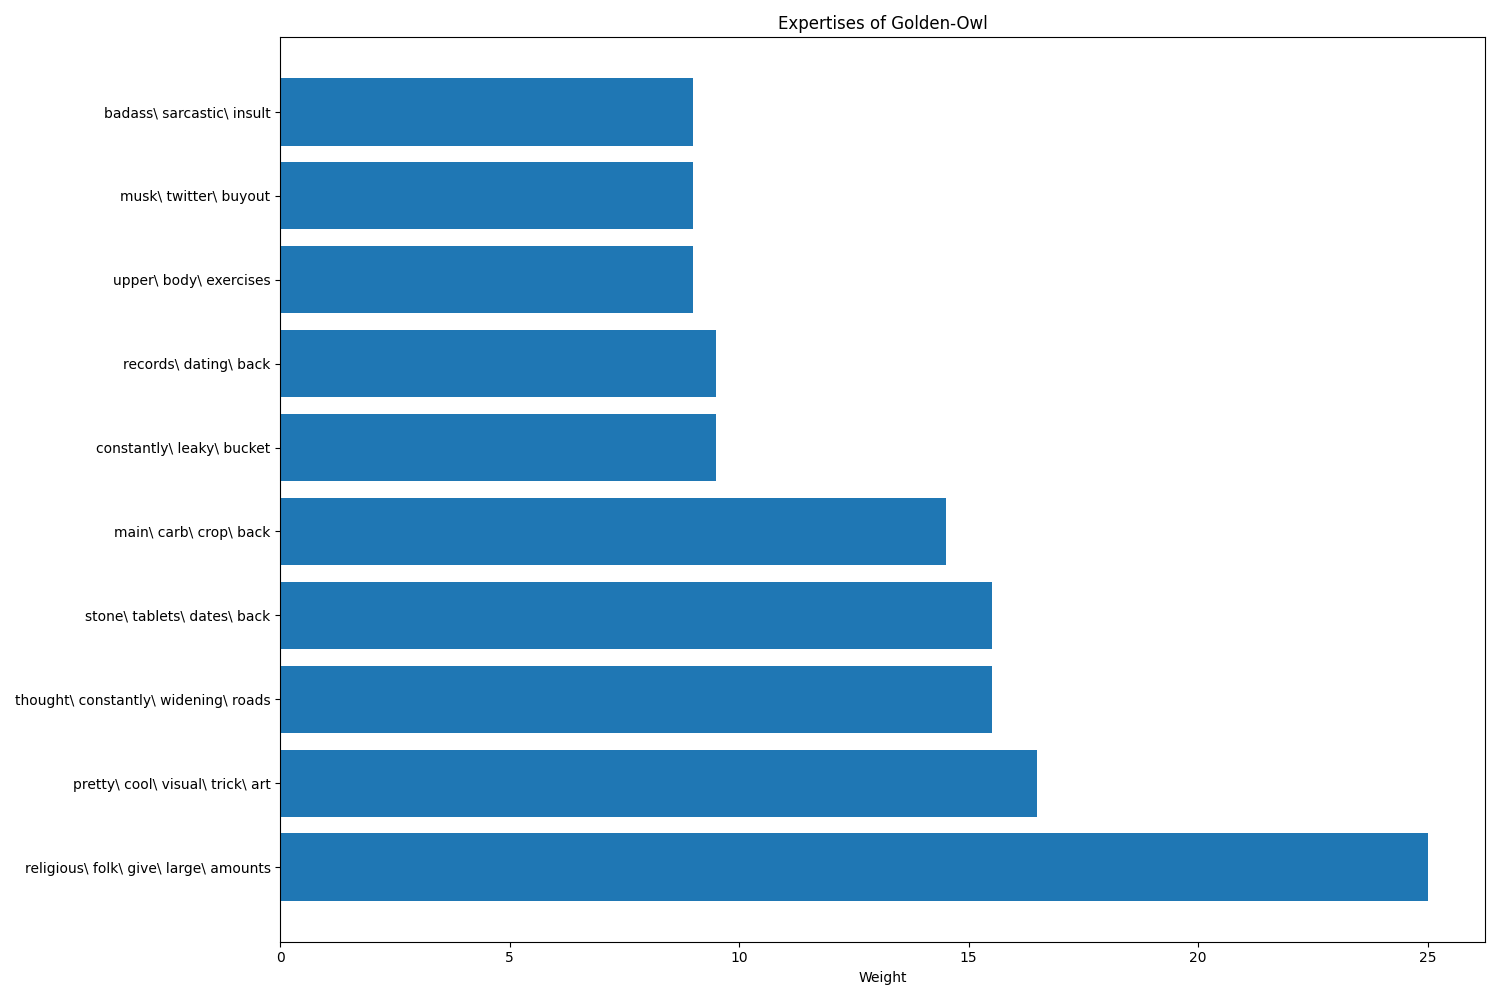 Expertises of Golden-Owl
badass\ sarcastic\ insult
musk\ twitter\ buyout
upper\ body\ exercises
records\ dating\ back
constantly\ leaky\ bucket
main\ carb\ crop\ back
stone\ tablets\ dates\ back
thought\ constantly\ widening\ roads
pretty\ cool\ visual\ trick\ art
religious\ folk\ give\ large\ amounts
0 5 10 15 20 25
Weight